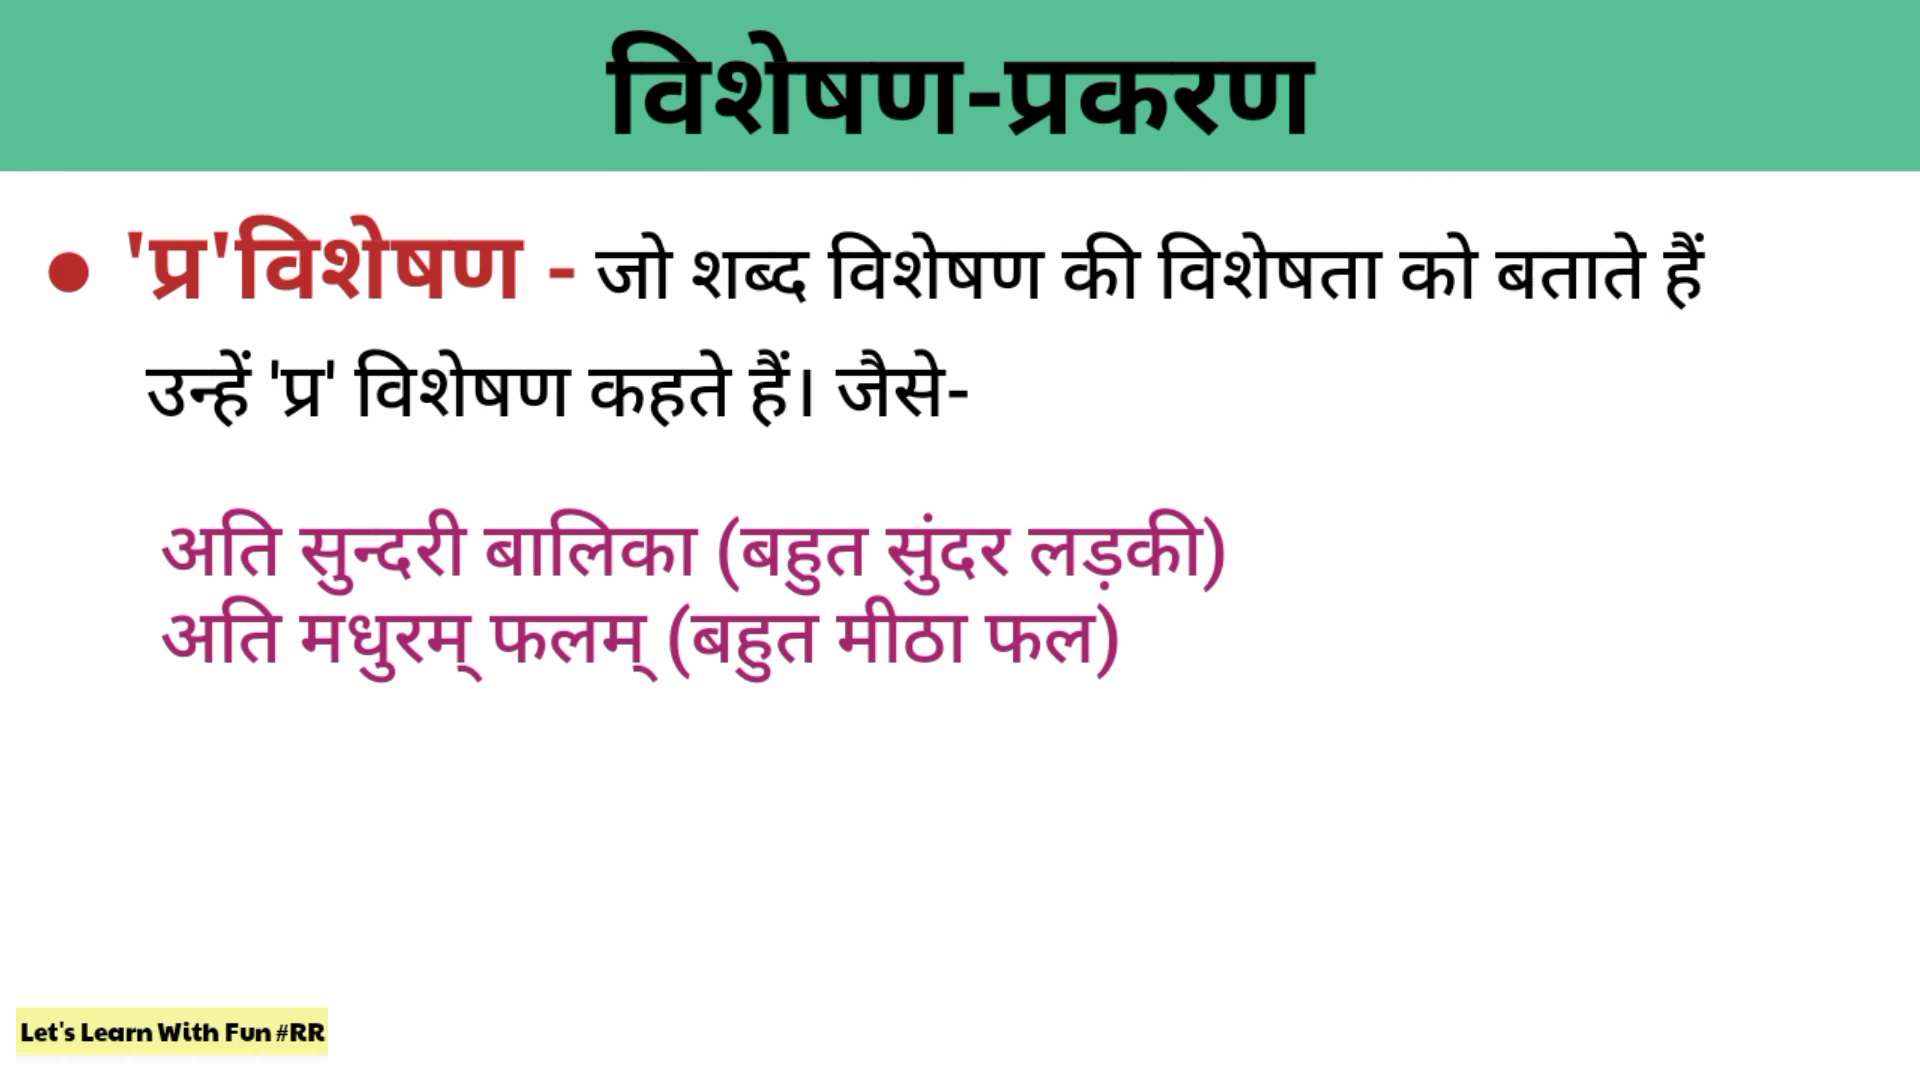 विशेषण-प्रकरण
• 'प्र'विशेषण - जो शब्द विशेषण की विशेषता को बताते हैं
उन्हें 'प्र' विशेषण कहते हैं। जैसे-
अति सुन्दरी बालिका (बहुत सुंदर लड़की)
अति मधुरम् फलम् (बहुत मीठा फल)
Let's Learn With Fun #RR